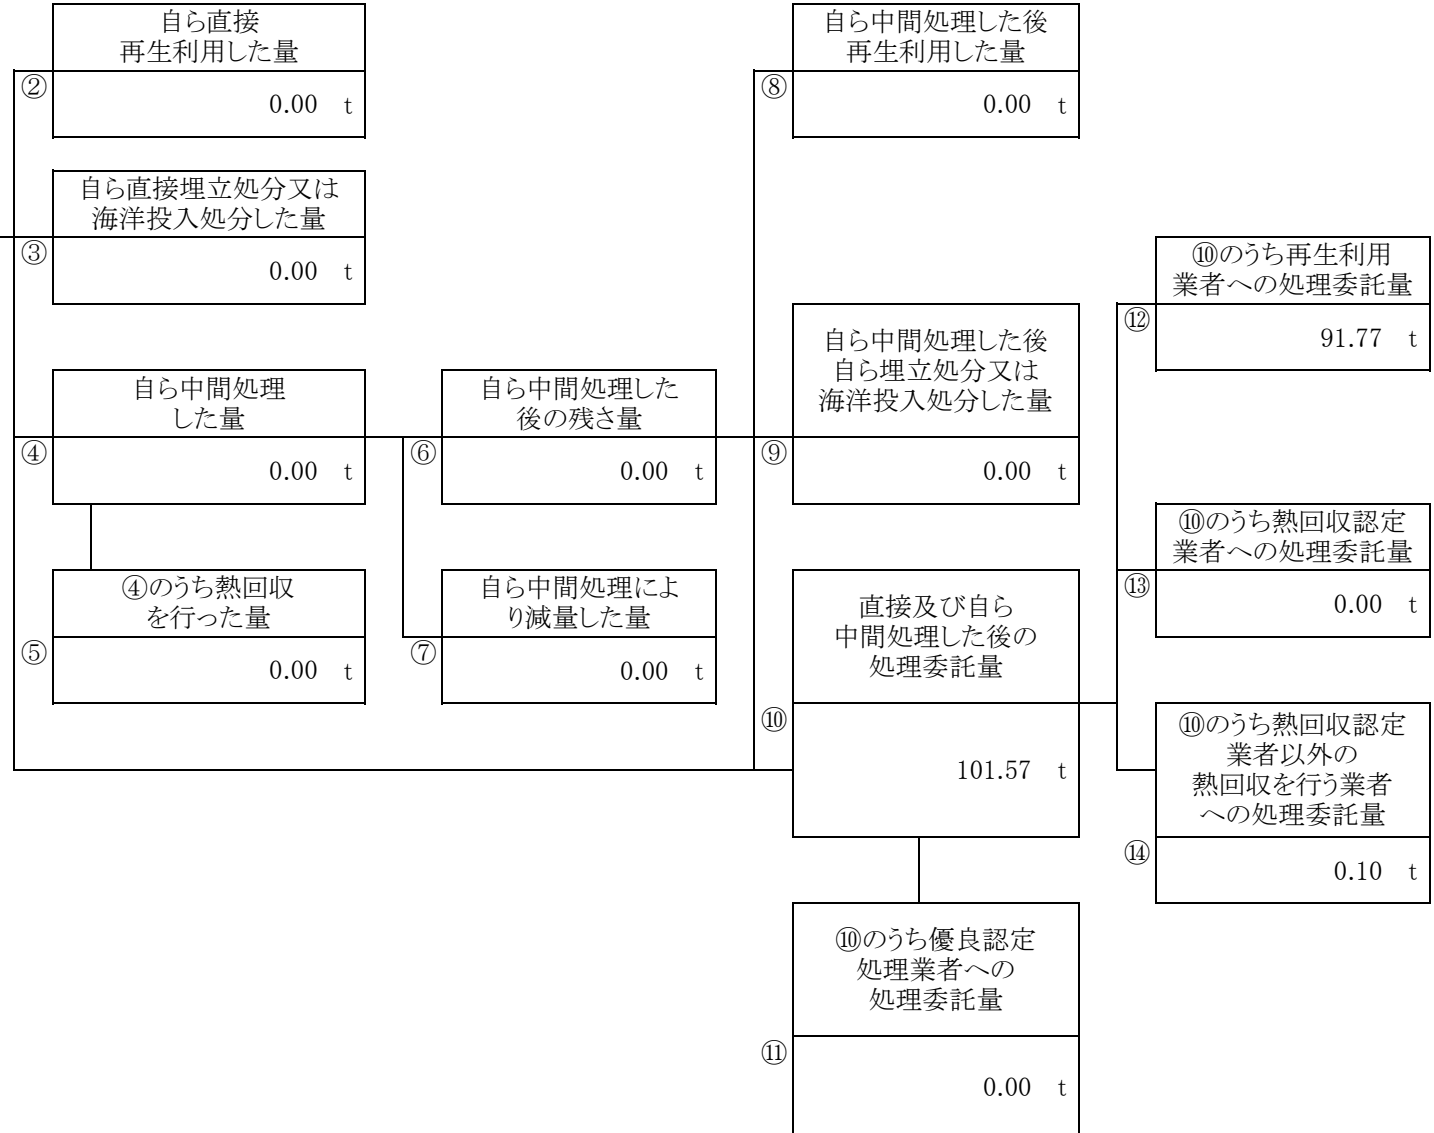 自ら直接
再生利用した量
②
0.00 t
自ら直接埋立処分又は
海洋投入処分した量
③
0.00 t
自ら中間処理
した量
④
0.00 t
④のうち熱回収
を行った量
⑤
0.00 t
自ら中間処理した
後の残さ量
⑥
0.00 t
自ら中間処理によ
り減量した量
⑦
0.00 t
自ら中間処理した後
再生利用した量
⑧
0.00 t
自ら中間処理した後
自ら埋立処分又は
海洋投入処分した量
⑨
0.00 t
直接及び自ら
中間処理した後の
処理委託量
⑩
101.57 t
⑩のうち優良認定
処理業者への
処理委託量
⑪
0.00 t
⑩のうち再生利用
業者への処理委託量
⑫
91.77 t
⑩のうち熱回収認定
業者への処理委託量
⑬
0.00 t
⑩のうち熱回収認定
業者以外の
熱回収を行う業者
への処理委託量
⑭
0.10 t